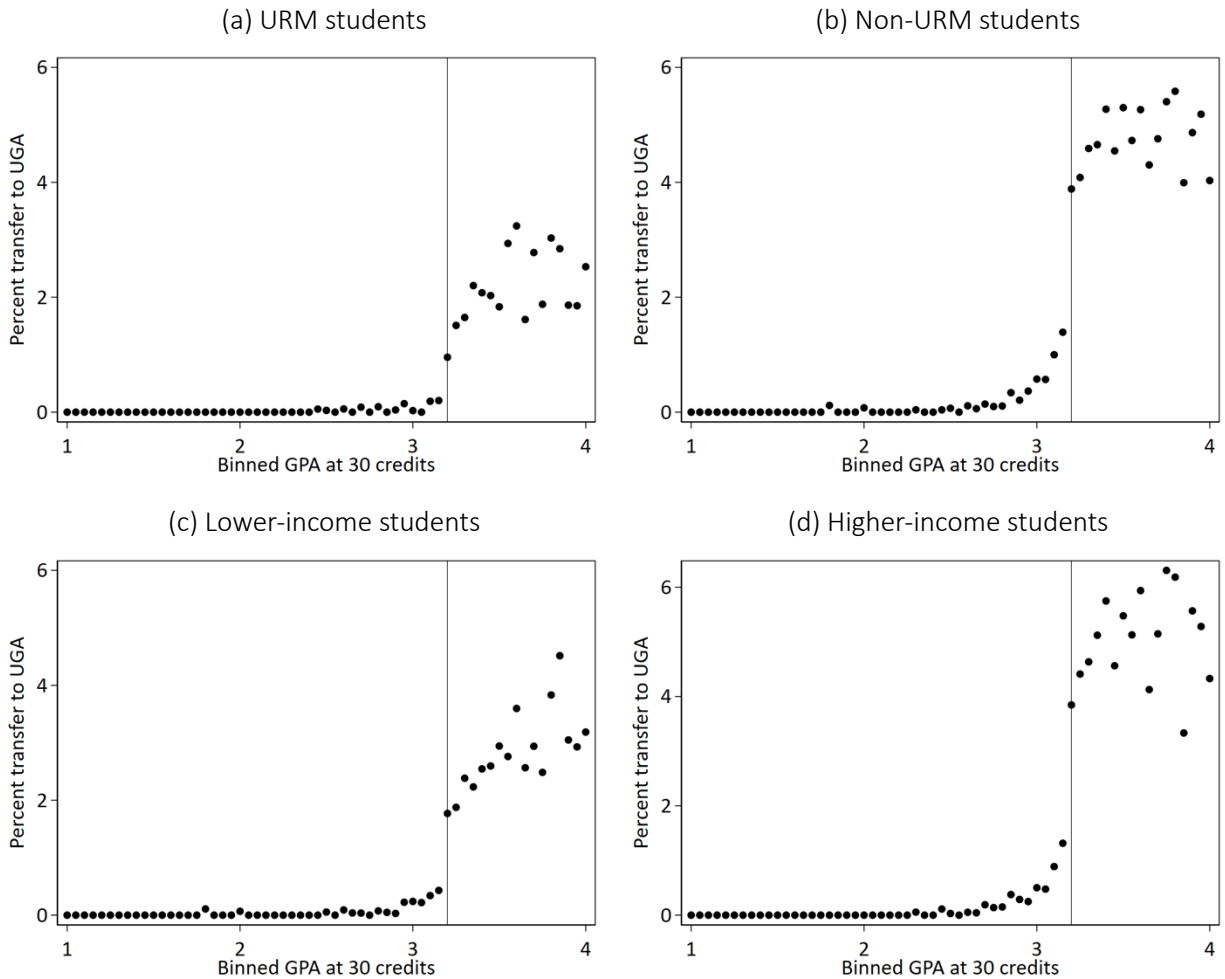 (a) URM students
Percent transfer to UGA
6
4
2
0
1 2 3 4
Binned GPA at 30 credits
(b) Non-URM students
Percent transfer to UGA
6
4
2
0
1 2 3 4
Binned GPA at 30 credits
(c) Lower-income students
Percent transfer to UGA
6
4
2
0
1 2 3 4
Binned GPA at 30 credits
(d) Higher-income students
Percent transfer to UGA
6
4
2
0
1 2 3 4
Binned GPA at 30 credits